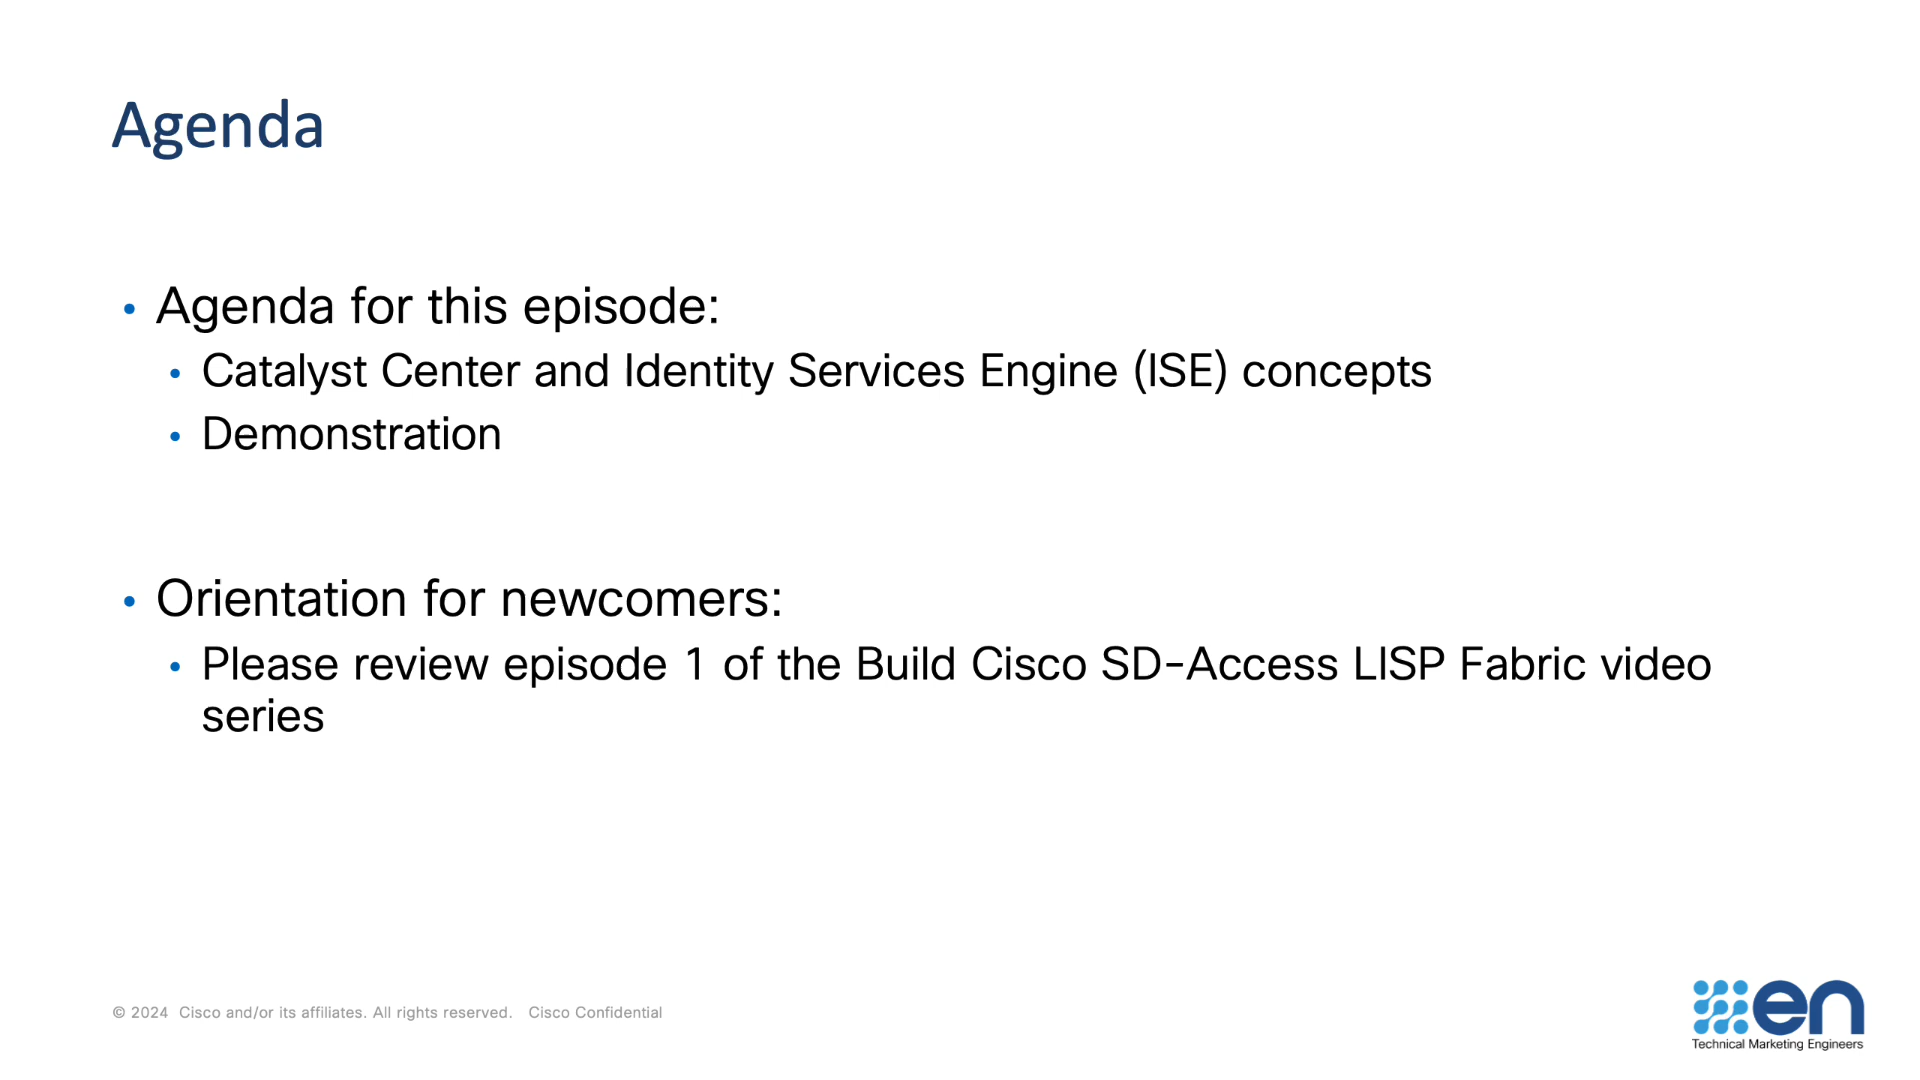 Agenda
• Agenda for this episode:
• Catalyst Center and Identity Services Engine (ISE) concepts
• Demonstration
• Orientation for newcomers:
• Please review episode 1 of the Build Cisco SD-Access LISP Fabric video
series
© 2024 Cisco and/or its affiliates. All rights reserved. Cisco Confidential
en
Technical Marketing Engineers